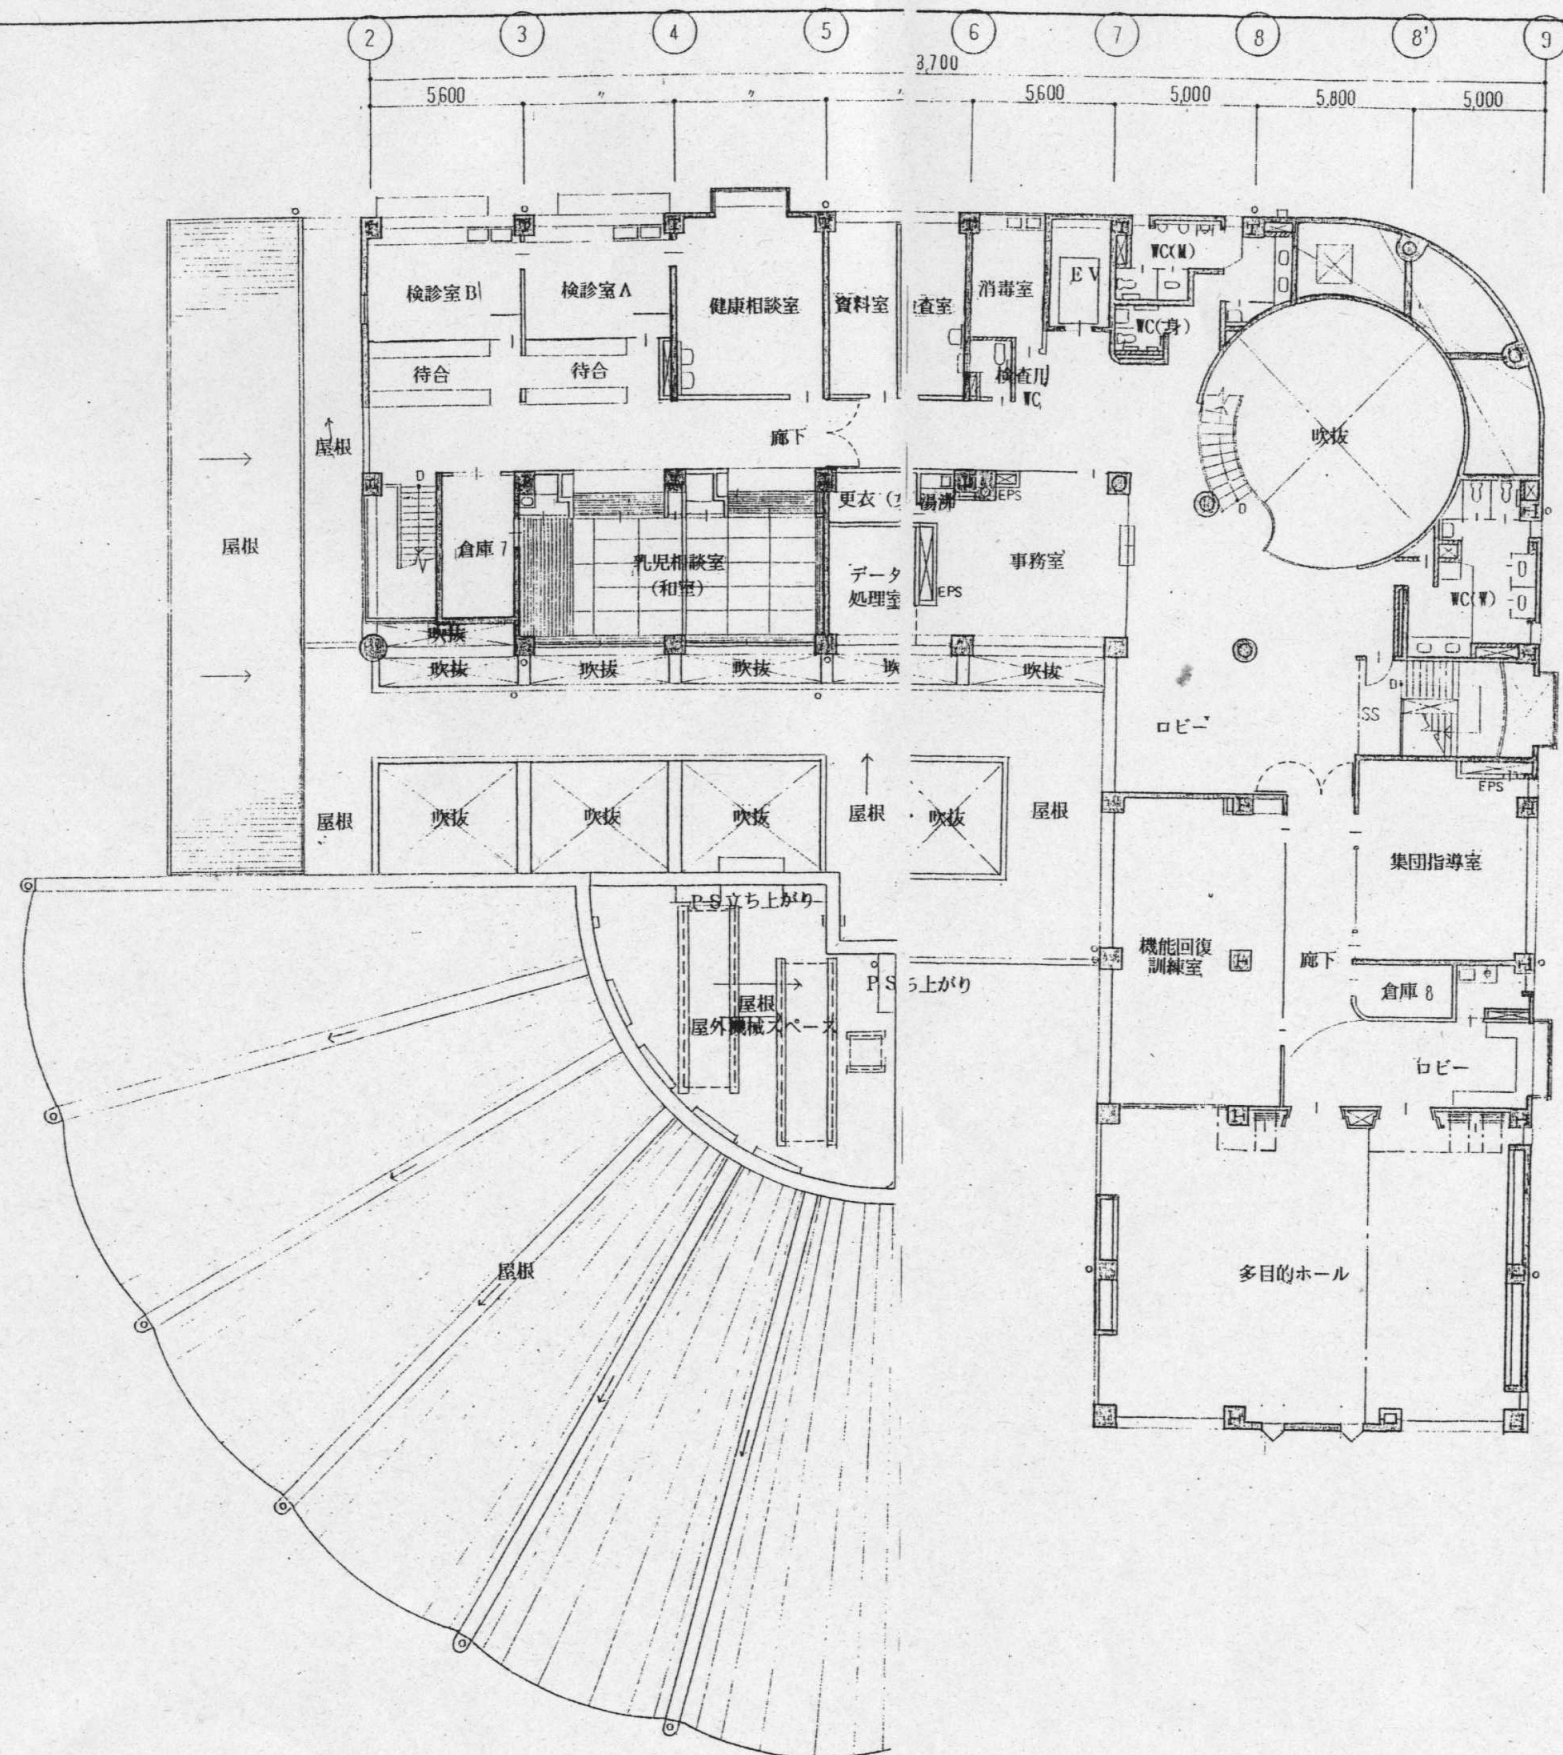 2 3 4 5 6 7 8 8' 9
3,700
5,600 〃 〃 5,600 5,000 5,800 5,000
検診室B
検診室A
健康相談室
資料室
査室
消毒室
EV
WC(M)
WC(身)
待合
待合
検査用
WC
屋根
廊下
吹抜
D
D
更衣(
湯沸
EPS
屋根
倉庫 7
乳児相談室
(和室)
データ
処理室
EPS
事務室
WC(W)
吹抜
吹抜
吹抜
吹抜
吹
吹抜
D
SS
ロビー
EPS
屋根
吹抜
吹抜
吹抜
屋根
吹抜
屋根
集団指導室
PS立ち上がり
機能回復
訓練室
廊下
PS
ち上がり
倉庫 8
屋根
屋外機械スペース
ロビー
屋根
多目的ホール